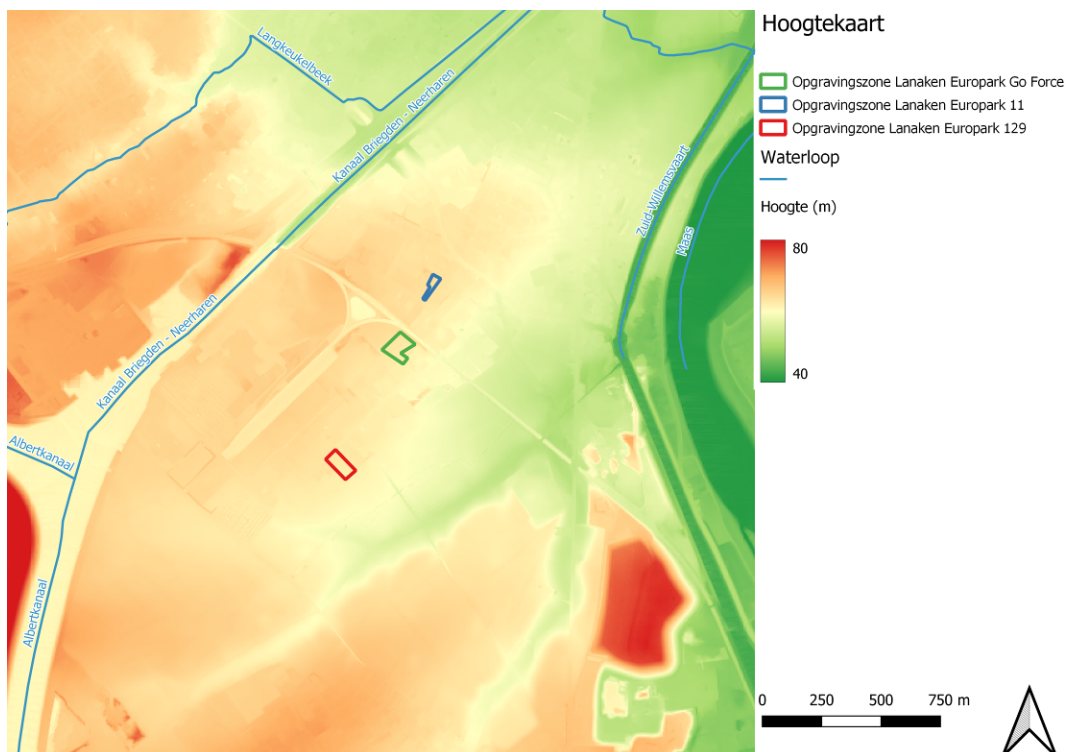 Hoogtekaart
Opgravingszone Lanaken Europark Go Force
Opgravingszone Lanaken Europark 11
Opgravingzone Lanaken Europark 129
Waterloop
Hoogte (m)
80
40
Langkeukelbeek
Kanaal Briegden - Neerharen
Zuid-Willemsvaart
Maas
Kanaal Briegden - Neerharen
Albertkanaal
Albertkanaal
0 250 500 750 m